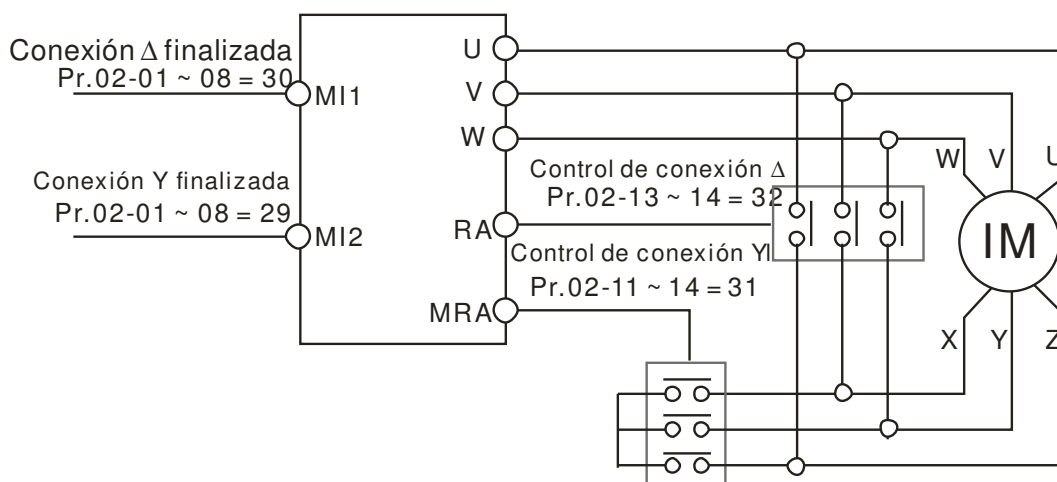 Conexión Δ finalizada
Pr.02-01 ~ 08 = 30
MI1
Conexión Y finalizada
Pr.02-01 ~ 08 = 29
MI2
U
V
W
RA
MRA
Control de conexión Δ
Pr.02-13 ~ 14 = 32
Control de conexión Y
Pr.02-11 ~ 14 = 31
W
V
U
IM
X
Y
Z